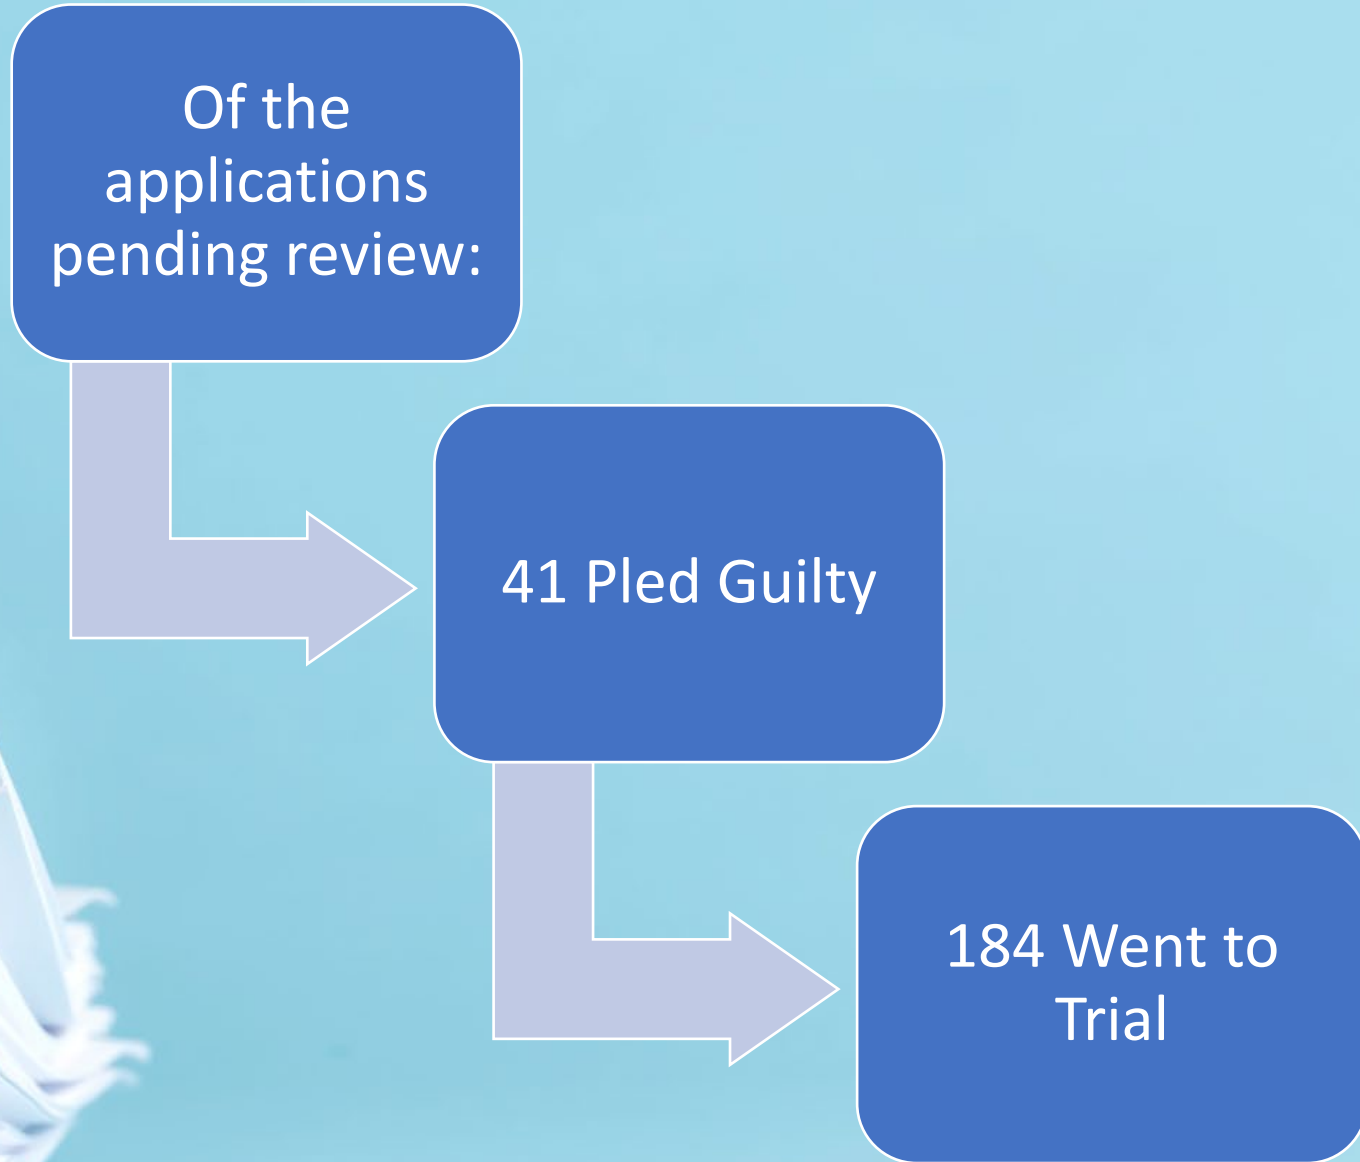 Of the
applications
pending review:
41 Pled Guilty
184 Went to
Trial